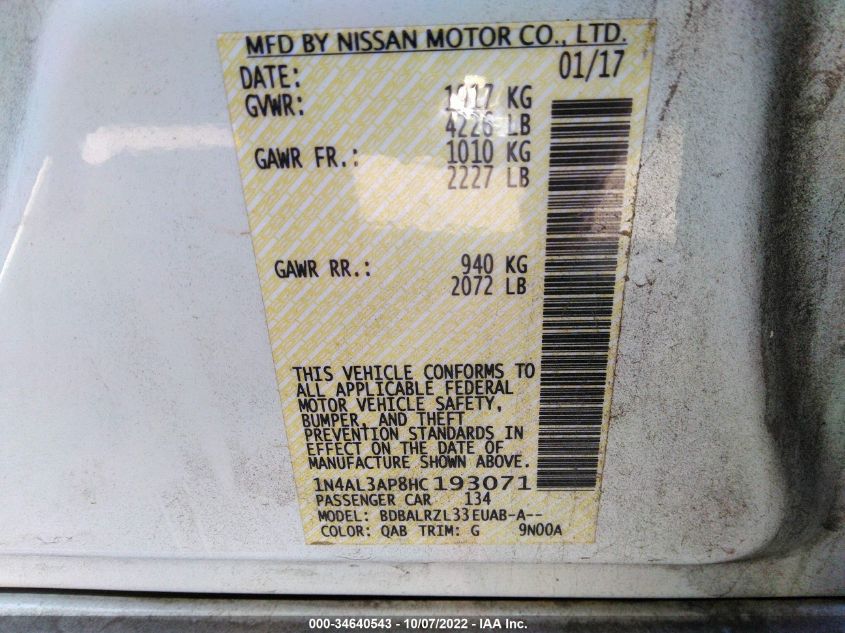 MFD BY NISSAN MOTOR CO., LTD.
DATE: 01/17
GVWR: 1917 KG
4226 LB
GAWR FR.: 1010 KG
2227 LB
GAWR RR.: 940 KG
2072 LB
THIS VEHICLE CONFORMS TO
ALL APPLICABLE FEDERAL
MOTOR VEHICLE SAFETY,
BUMPER, AND THEFT
PREVENTION STANDARDS IN
EFFECT ON THE DATE OF
MANUFACTURE SHOWN ABOVE.
1N4AL3AP8HC193071
PASSENGER CAR 134
MODEL: BDBALRZL33EUAB-A--
COLOR: QAB TRIM: G 9N00A
000-34640543 - 10/07/2022 - IAA Inc.